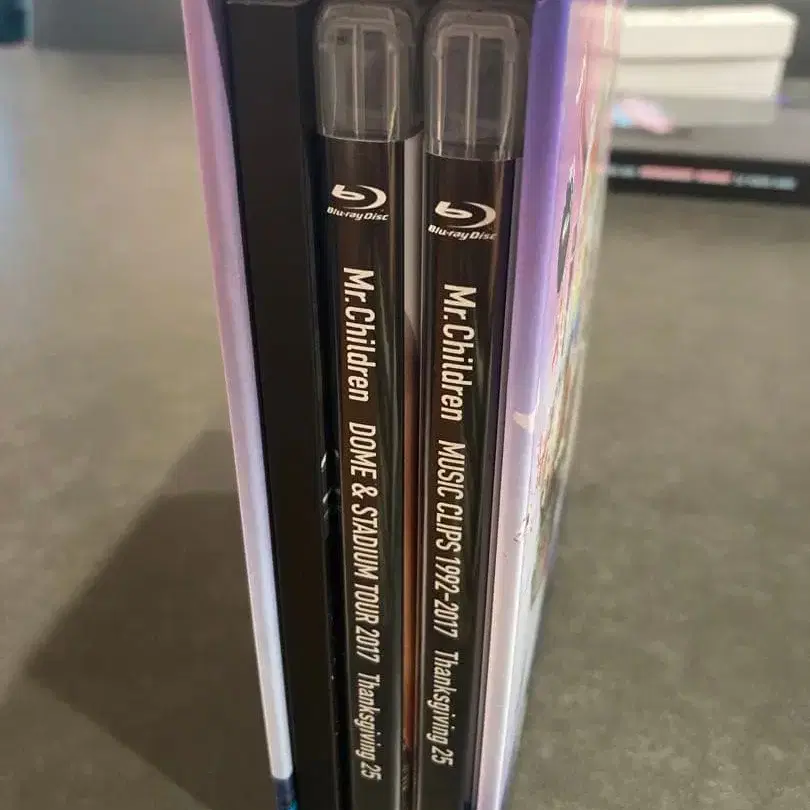 Blu-ray Disc
Mr.Children DOME & STADIUM TOUR 2017 Thanksgiving 25
Blu-ray Disc
Mr.Children MUSIC CLIPS 1992-2017 Thanksgiving 25